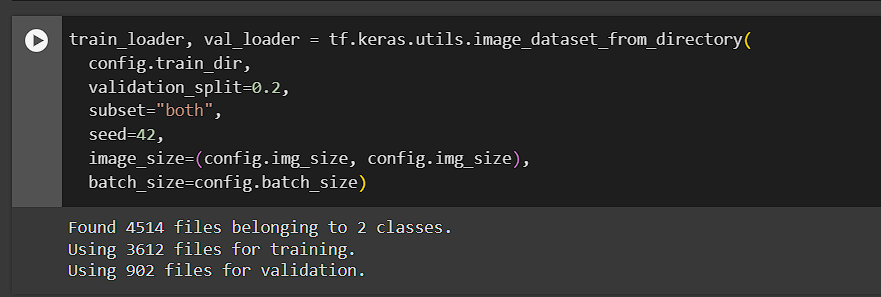 train_loader, val_loader = tf.keras.utils.image_dataset_from_directory(
  config.train_dir,
  validation_split=0.2,
  subset="both",
  seed=42,
  image_size=(config.img_size, config.img_size),
  batch_size=config.batch_size)
Found 4514 files belonging to 2 classes.
Using 3612 files for training.
Using 902 files for validation.